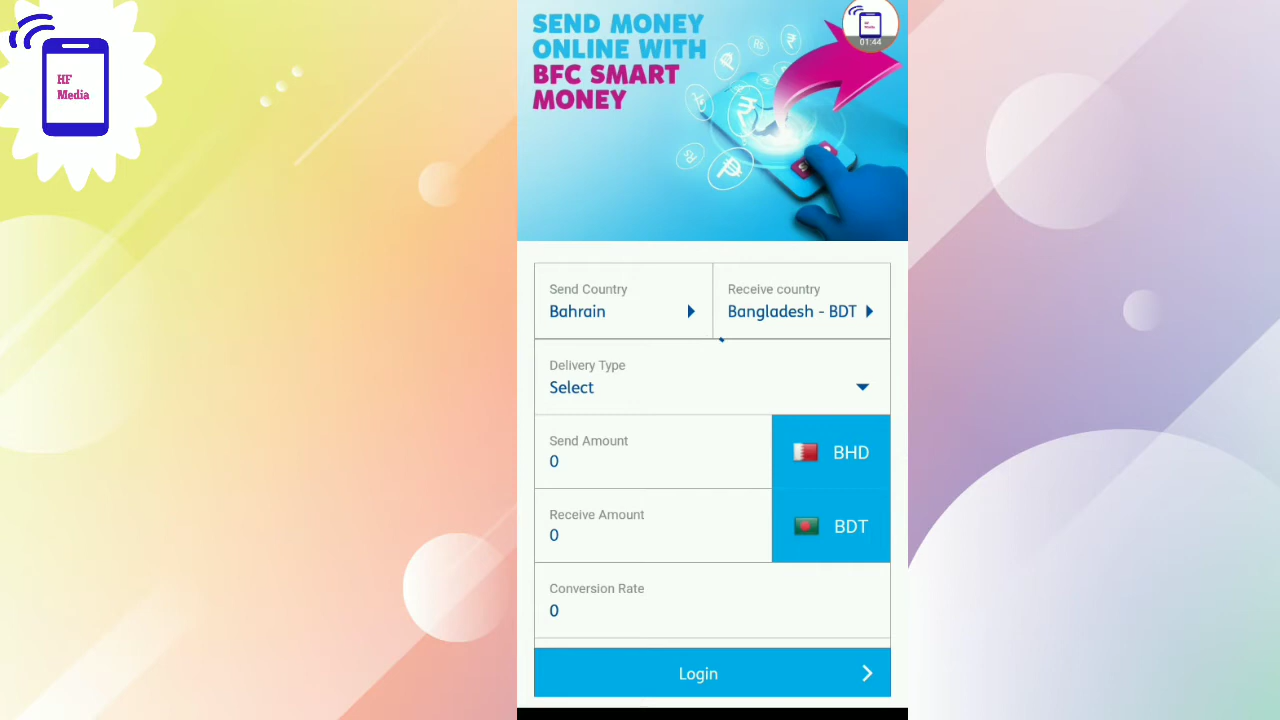 HF
Media
SEND MONEY
ONLINE WITH
BFC SMART
MONEY
01:44
Send Country
Bahrain
Receive country
Bangladesh - BDT
Delivery Type
Select
Send Amount
0
BHD
Receive Amount
0
BDT
Conversion Rate
0
Login